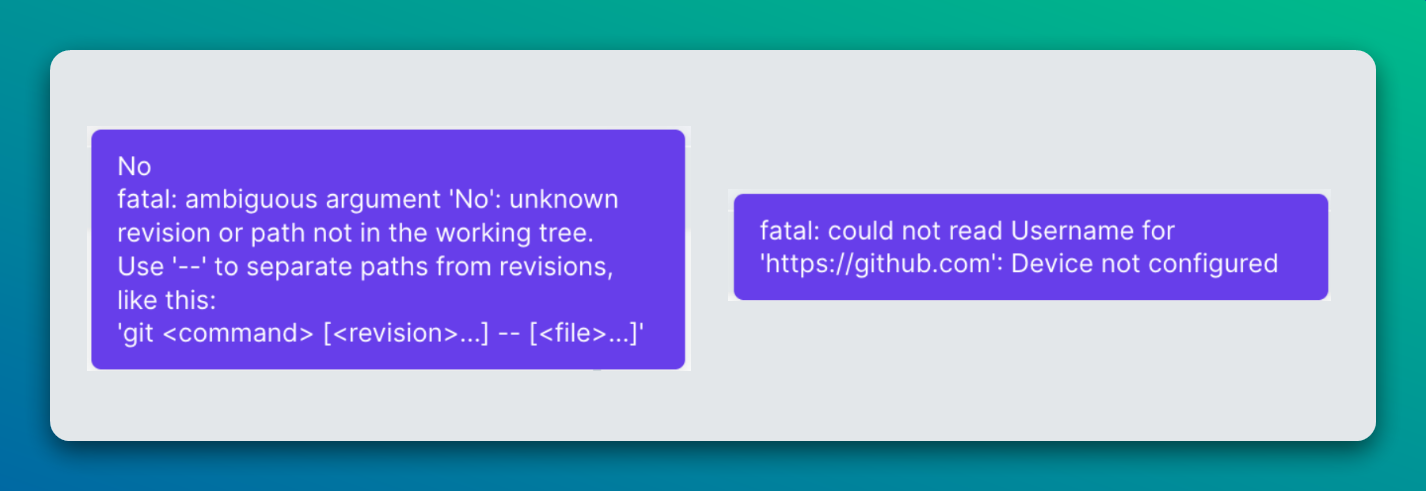 No
fatal: ambiguous argument 'No': unknown
revision or path not in the working tree.
Use '--' to separate paths from revisions,
like this:
'git <command> [<revision>...] -- [<file>...]'
fatal: could not read Username for
'https://github.com': Device not configured